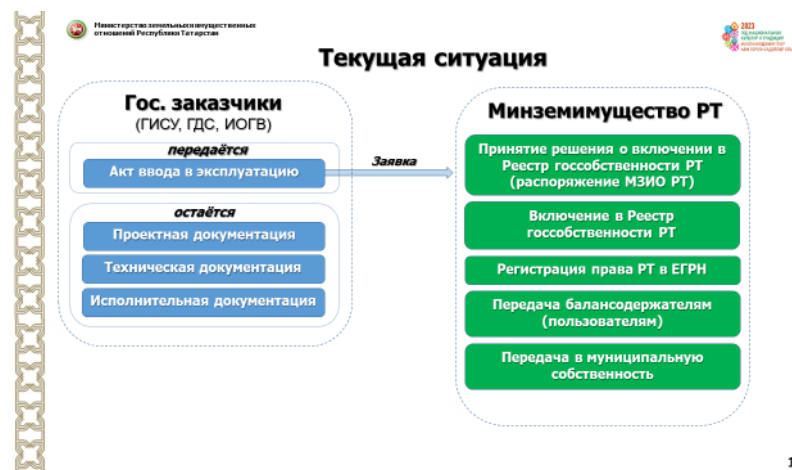 Министерство земельных и имущественных
отношений Республики Татарстан
2023
Текущая ситуация
Гос. заказчики
(ГИСУ, ГДС, ИОГВ)
передаётся
Акт ввода в эксплуатацию
остаётся
Проектная документация
Техническая документация
Исполнительная документация
Заявка
Минземимущество РТ
Принятие решения о включении в
Реестр госсобственности РТ
(распоряжение МЗИО РТ)
Включение в Реестр
госсобственности РТ
Регистрация права РТ в ЕГРН
Передача балансодержателям
(пользователям)
Передача в муниципальную
собственность
1